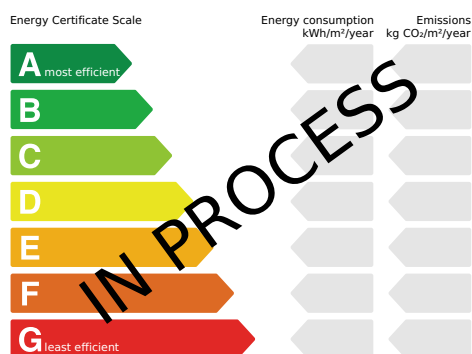 Energy Certificate Scale
Energy consumption
kWh/m²/year
Emissions
kg CO₂/m²/year
A most efficient
B
C
D
E
F
G least efficient
IN PROCESS